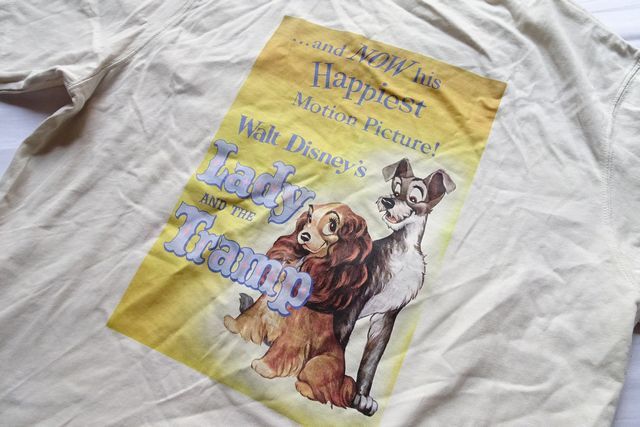 ...and NOW his
Happiest
Motion Picture!
Walt Disney's
Lady
AND THE
Tramp